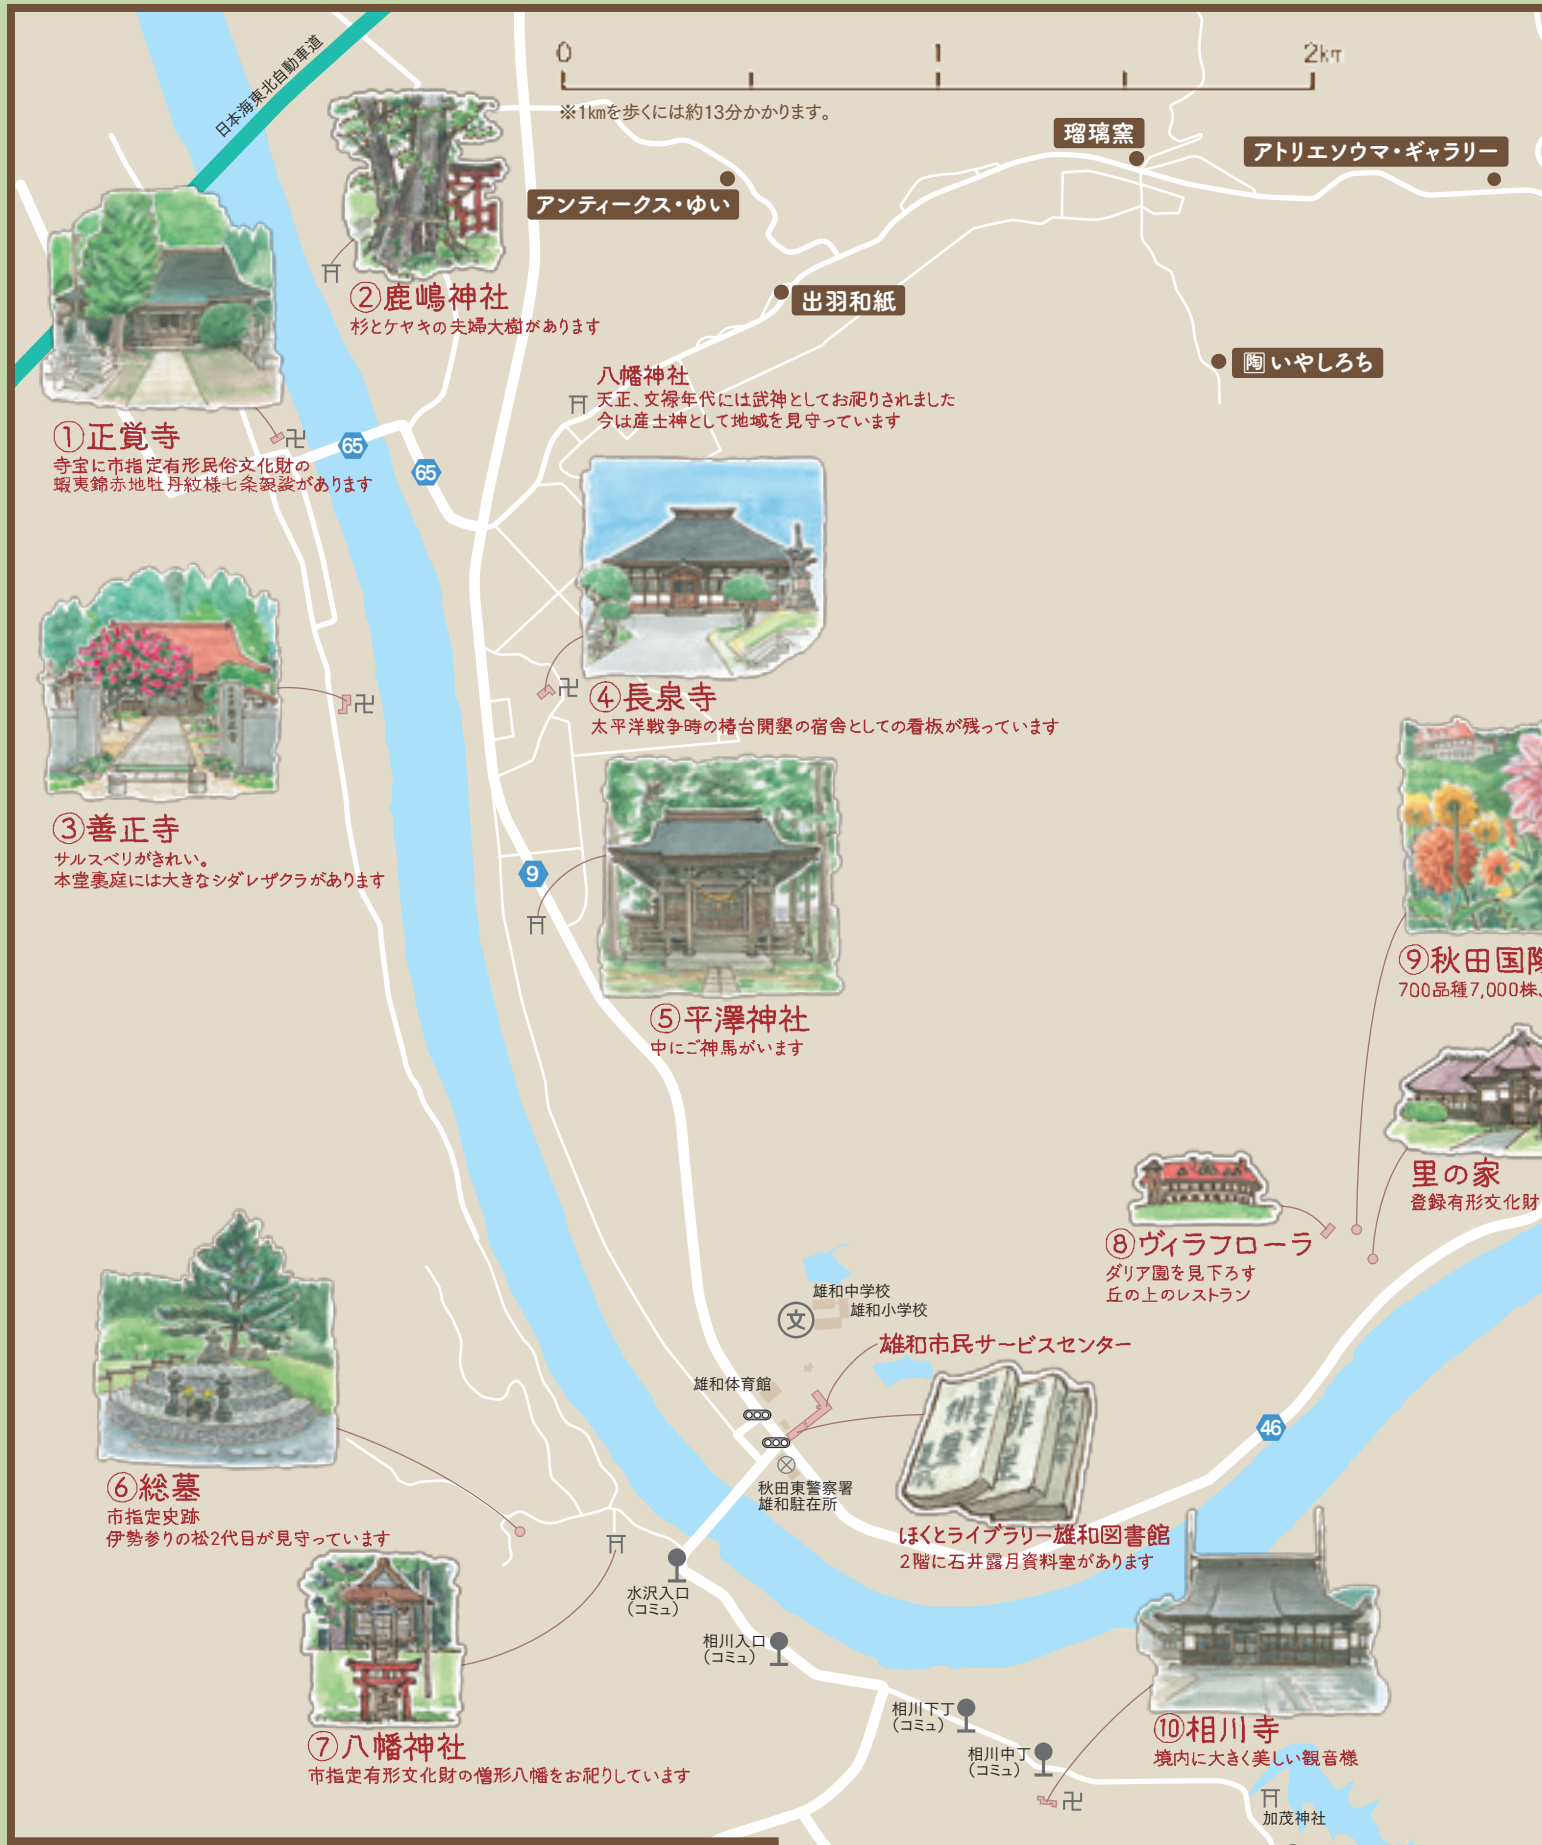 0 1 2km
※1kmを歩くには約13分かかります。
日本海東北自動車道
瑠璃窯
アトリエソウマ・ギャラリー
アンティークス・ゆい
出羽和紙
陶 いやしろち
②鹿嶋神社
杉とケヤキの夫婦大樹があります
八幡神社
天正、文禄年代には武神としてお祀りされました
今は産土神として地域を見守っています
①正覚寺
寺宝に市指定有形民俗文化財の
蝦夷錦赤地牡丹紋様七条袈裟があります
65
65
④長泉寺
太平洋戦争時の椿台開墾の宿舎としての看板が残っています
③善正寺
サルスベリがきれい。
本堂裏庭には大きなシダレザクラがあります
9
⑤平澤神社
中にご神馬がいます
⑨秋田国際
700品種7,000株、
里の家
登録有形文化財
⑧ヴィラフローラ
ダリア園を見下ろす
丘の上のレストラン
雄和中学校
雄和小学校
文
雄和市民サービスセンター
雄和体育館
46
秋田東警察署
雄和駐在所
⑥総墓
市指定史跡
伊勢参りの松2代目が見守っています
ほくとライブラリー雄和図書館
2階に石井露月資料室があります
水沢入口
(コミュ)
相川入口
(コミュ)
相川下丁
(コミュ)
相川中丁
(コミュ)
⑦八幡神社
市指定有形文化財の僧形八幡をお祀りしています
⑩相川寺
境内に大きく美しい観音様
加茂神社